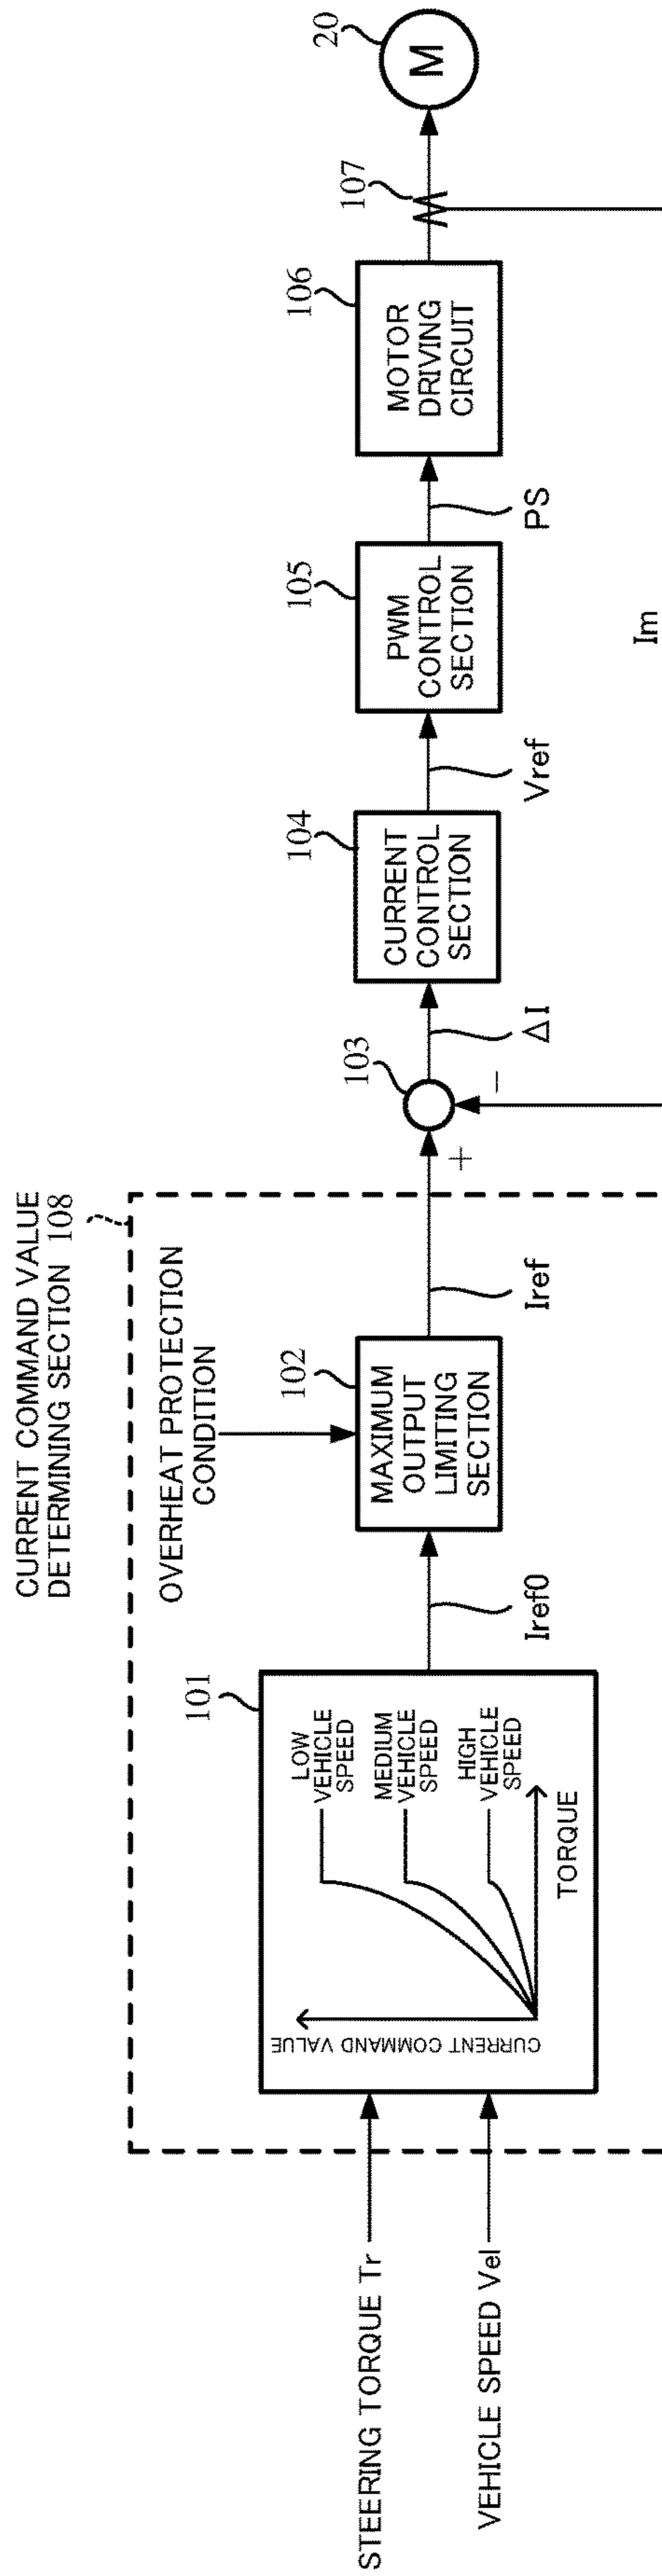 CURRENT COMMAND VALUE
DETERMINING SECTION 108
OVERHEAT PROTECTION
CONDITION
STEERING TORQUE Tr
VEHICLE SPEED Vel
101
CURRENT COMMAND VALUE
LOW
VEHICLE
SPEED
MEDIUM
VEHICLE
SPEED
HIGH
VEHICLE
SPEED
TORQUE
Iref0
102
MAXIMUM
OUTPUT
LIMITING
SECTION
Iref
+
−
103
ΔI
104
CURRENT
CONTROL
SECTION
Vref
105
PWM
CONTROL
SECTION
PS
106
MOTOR
DRIVING
CIRCUIT
107
20
M
Im